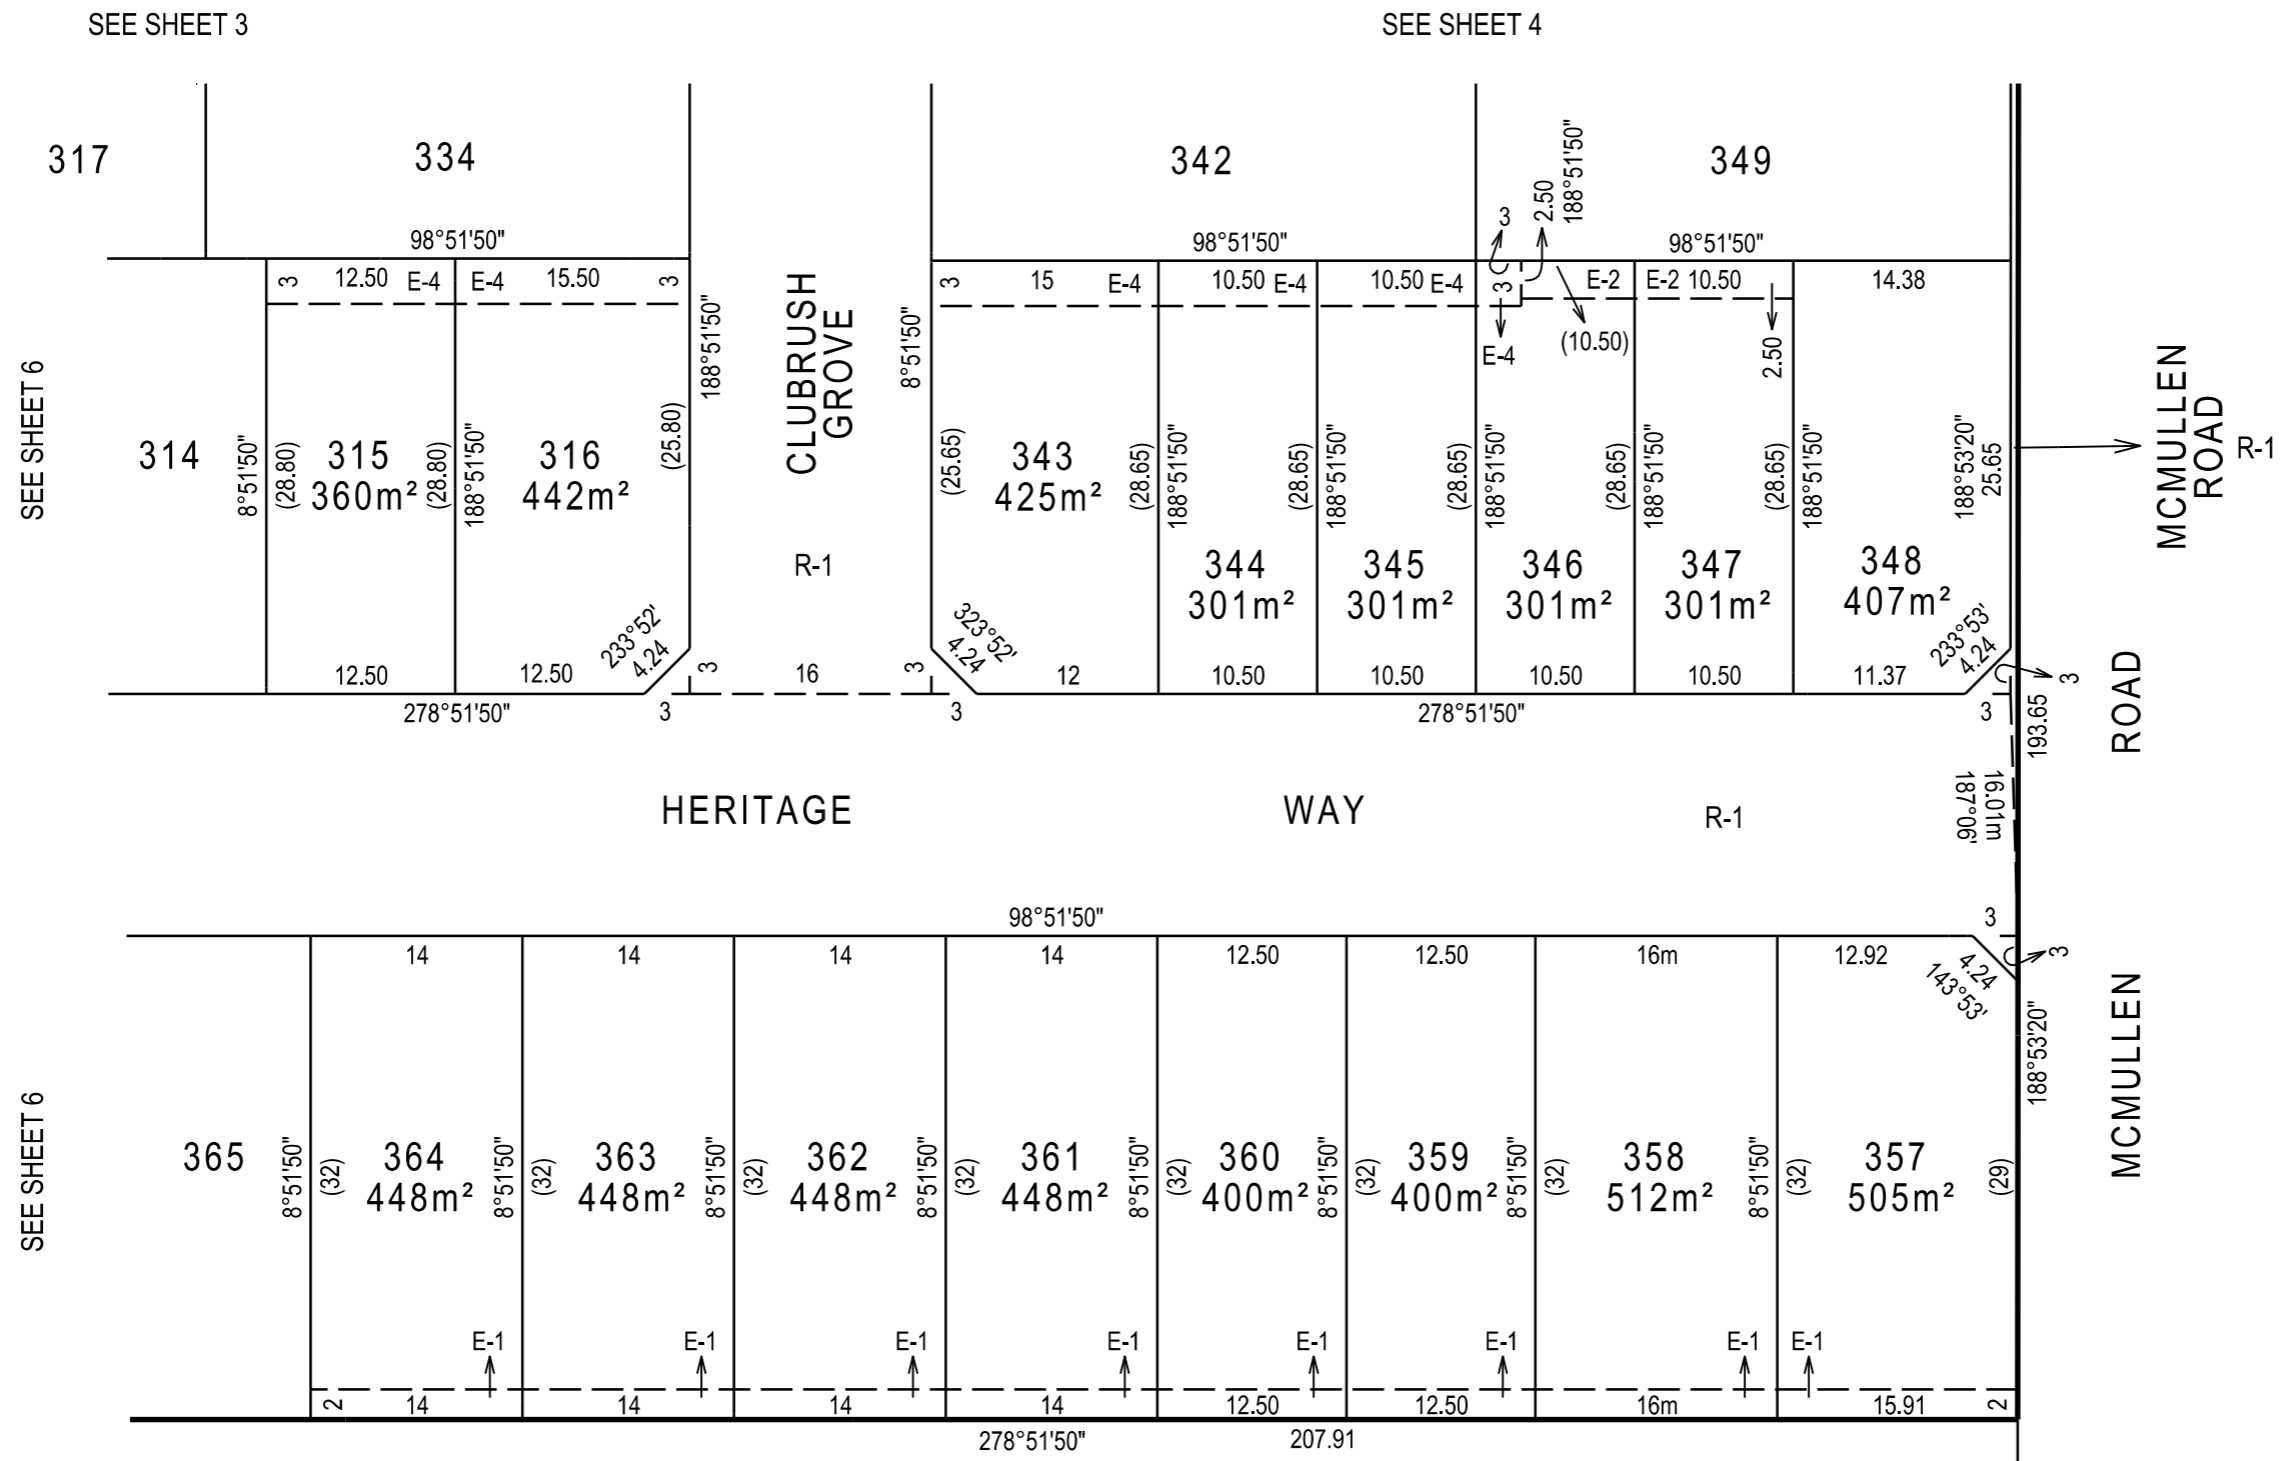 SEE SHEET 3
SEE SHEET 4
317
334
342
349
3
2.50
188°51'50"
98°51'50"
98°51'50"
98°51'50"
3
12.50
E-4
E-4
15.50
3
3
15
E-4
10.50
E-4
10.50
E-4
3
E-2
E-2
10.50
14.38
E-4
(10.50)
2.50
SEE SHEET 6
314
8°51'50"
(28.80)
315
360m²
(28.80)
188°51'50"
316
442m²
(25.80)
188°51'50"
CLUBRUSH
GROVE
R-1
8°51'50"
(25.65)
343
425m²
(28.65)
188°51'50"
344
301m²
(28.65)
188°51'50"
345
301m²
(28.65)
188°51'50"
346
301m²
(28.65)
188°51'50"
347
301m²
(28.65)
188°51'50"
348
407m²
188°53'20"
25.65
MCMULLEN
ROAD
R-1
12.50
12.50
233°52'
4.24
3
16
3
323°52'
4.24
12
10.50
10.50
10.50
10.50
11.37
233°53'
4.24
3
278°51'50"
3
3
278°51'50"
3
193.65
ROAD
HERITAGE
WAY
R-1
16.01m
187°06'
98°51'50"
3
14
14
14
14
12.50
12.50
16m
12.92
4.24
143°53'
3
188°53'20"
MCMULLEN
SEE SHEET 6
365
8°51'50"
(32)
364
448m²
8°51'50"
(32)
363
448m²
8°51'50"
(32)
362
448m²
8°51'50"
(32)
361
448m²
8°51'50"
(32)
360
400m²
8°51'50"
(32)
359
400m²
8°51'50"
(32)
358
512m²
8°51'50"
(32)
357
505m²
(29)
E-1
E-1
E-1
E-1
E-1
E-1
E-1
E-1
2
14
14
14
14
12.50
12.50
16m
15.91
2
278°51'50"
207.91